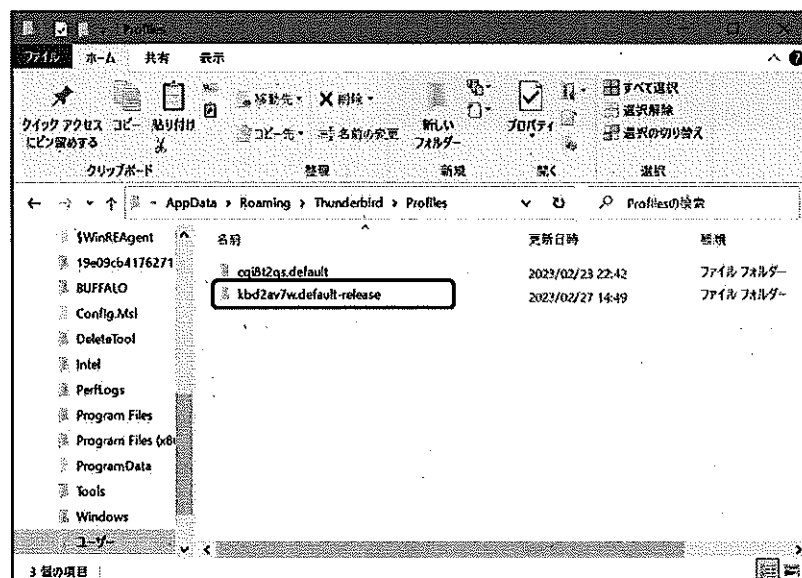 Profiles
ファイル ホーム 共有 表示
クイック アクセス にピン留めする
コピー
貼り付け
移動先
コピー先
削除
名前の変更
新しい フォルダー
プロパティ
すべて選択
選択解除
選択の切り替え
クリップボード 整理 新規 開く 選択
AppData › Roaming › Thunderbird › Profiles
Profilesの検索
名前 更新日時 種類
cqi8t2qs.default 2023/02/23 22:42 ファイル フォルダー
kbd2av7w.default-release 2023/02/27 14:49 ファイル フォルダー
$WinREAgent
19e09cb4176271
BUFFALO
Config.Msi
DeleteTool
Intel
PerfLogs
Program Files
Program Files (x8
ProgramData
Tools
Windows
ユーザー
3 個の項目